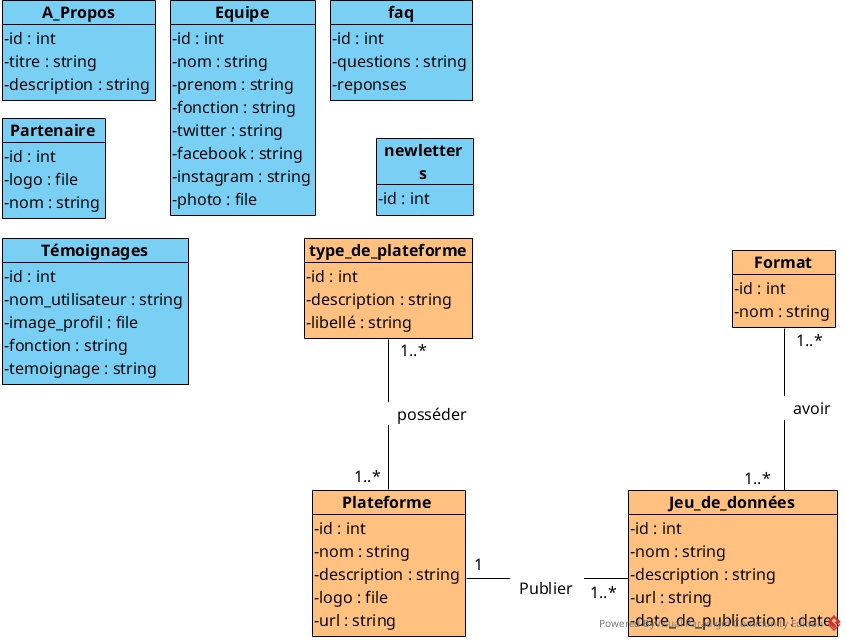 A_Propos
-id : int
-titre : string
-description : string
Equipe
-id : int
-nom : string
-prenom : string
-fonction : string
-twitter : string
-facebook : string
-instagram : string
-photo : file
faq
-id : int
-questions : string
-reponses
Partenaire
-id : int
-logo : file
-nom : string
newletter
s
-id : int
Témoignages
-id : int
-nom_utilisateur : string
-image_profil : file
-fonction : string
-temoignage : string
type_de_plateforme
-id : int
-description : string
-libellé : string
Format
-id : int
-nom : string
1..*
1..*
posséder
avoir
1..*
1..*
Plateforme
-id : int
-nom : string
-description : string
-logo : file
-url : string
1
Publier
1..*
Jeu_de_données
-id : int
-nom : string
-description : string
-url : string
-date_de_publication : date